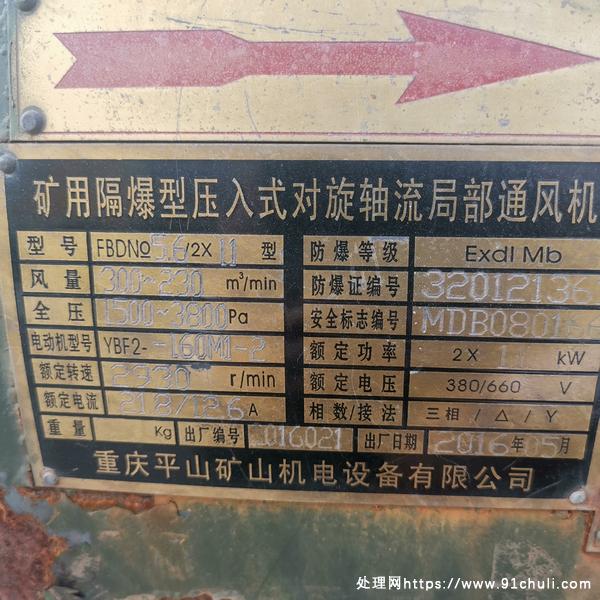 矿用隔爆型压入式对旋轴流局部通风机
型号 FBDNo5.6/2X11型 防爆等级 ExdI Mb
风量 300~230 m³/min 防爆证编号 32012136
全压 1500~3800Pa 安全标志编号 MDB0801
电动机型号 YBF2-160M1-2 额定功率 2X kW
额定转速 2930 r/min 额定电压 380/660 V
额定电流 21.8/12.6 A 相数/接法 三相/△/Y
重量 Kg 出厂编号 2016021 出厂日期 2016年05月
重庆平山矿山机电设备有限公司
处理网https://www.91chuli.com/